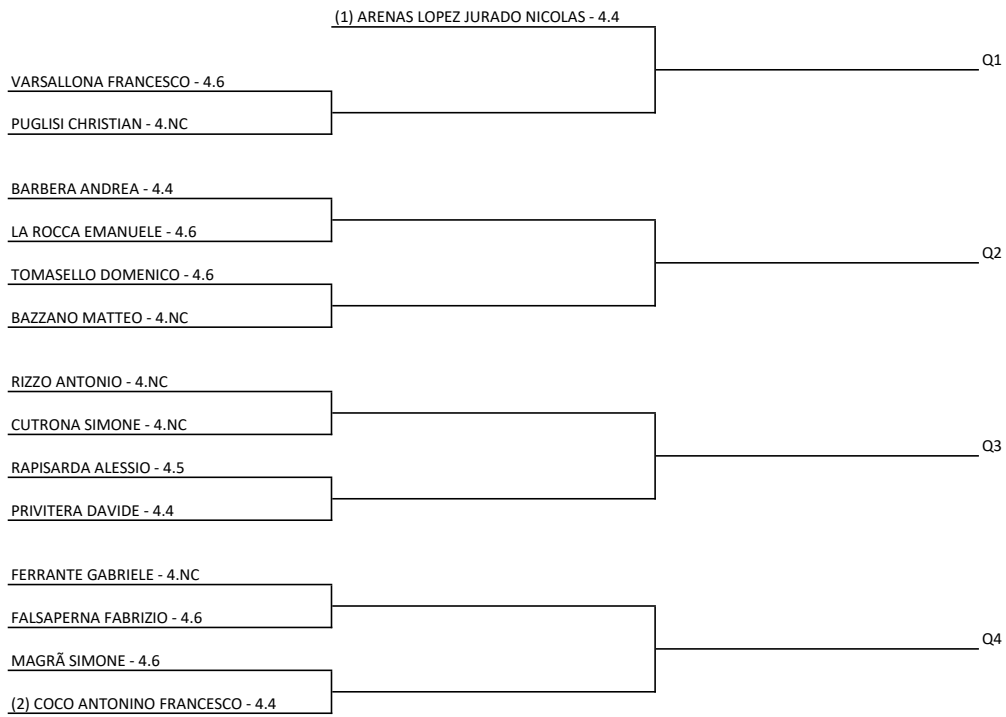 (1) ARENAS LOPEZ JURADO NICOLAS - 4.4
Q1
VARSALLONA FRANCESCO - 4.6
PUGLISI CHRISTIAN - 4.NC
BARBERA ANDREA - 4.4
LA ROCCA EMANUELE - 4.6
Q2
TOMASELLO DOMENICO - 4.6
BAZZANO MATTEO - 4.NC
RIZZO ANTONIO - 4.NC
CUTRONA SIMONE - 4.NC
Q3
RAPISARDA ALESSIO - 4.5
PRIVITERA DAVIDE - 4.4
FERRANTE GABRIELE - 4.NC
FALSAPERNA FABRIZIO - 4.6
Q4
MAGRÃ SIMONE - 4.6
(2) COCO ANTONINO FRANCESCO - 4.4